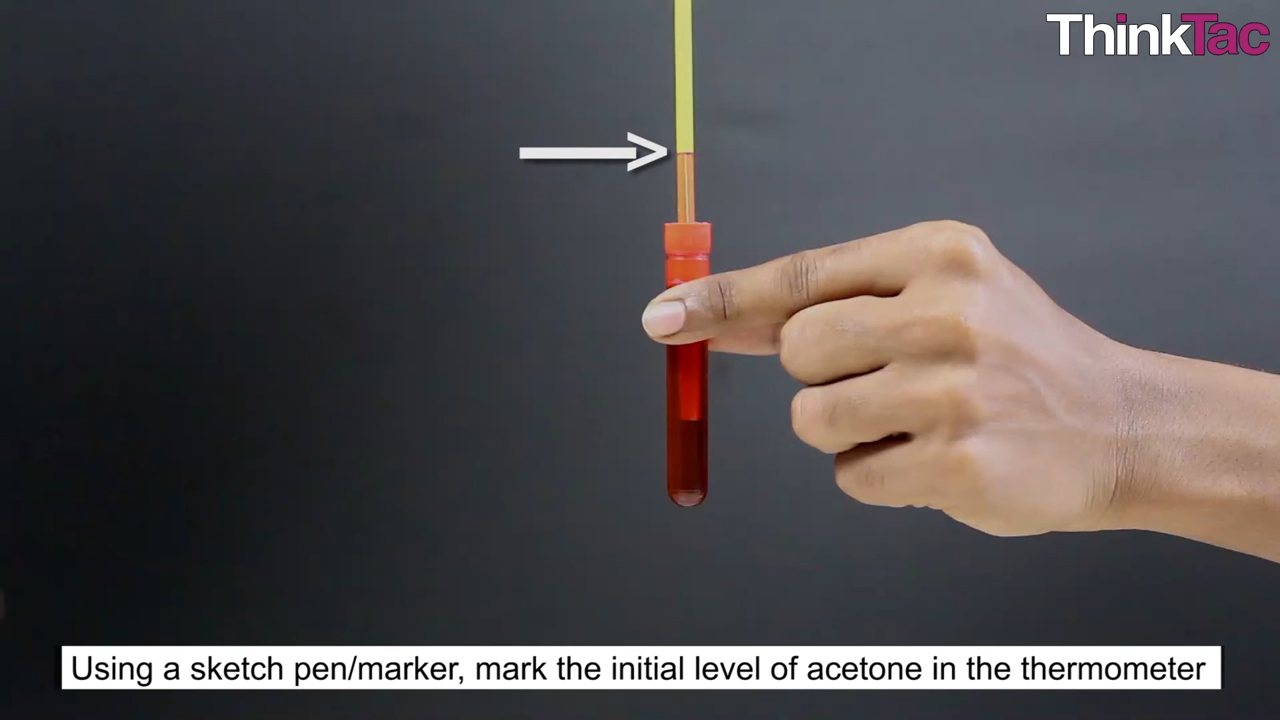 ThinkTac
Using a sketch pen/marker, mark the initial level of acetone in the thermometer